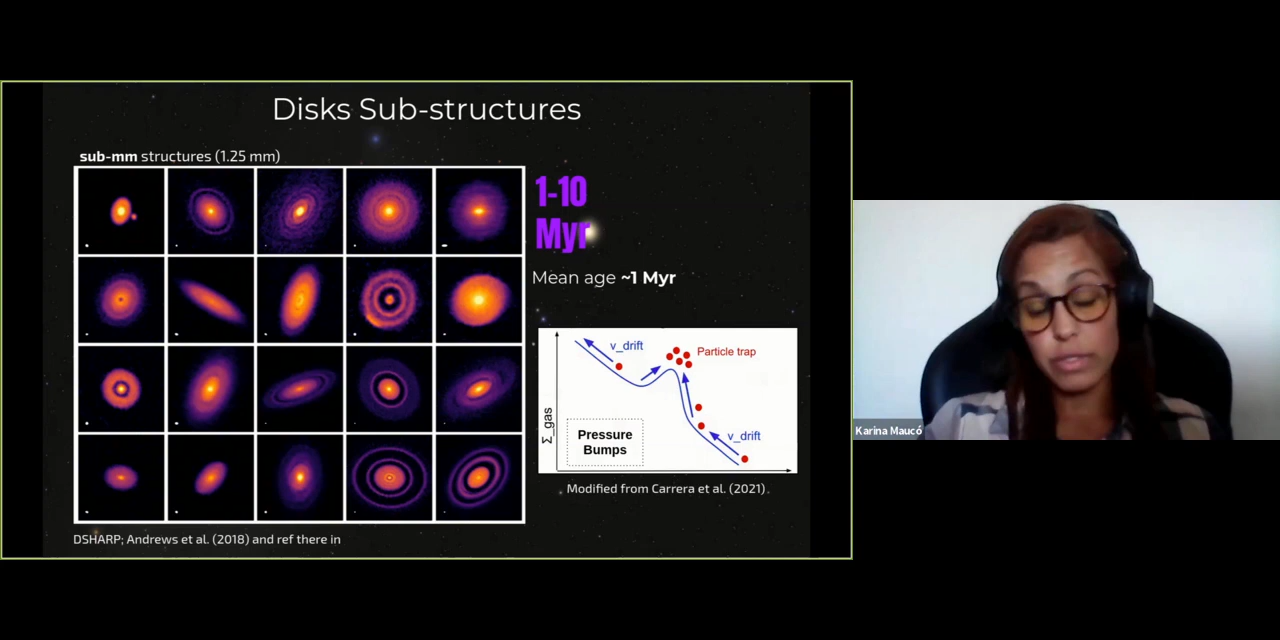 Disks Sub-structures
sub-mm structures (1.25 mm)
1-10
Myr
Mean age ~1 Myr
v_drift
Particle trap
Σ_gas
Pressure
Bumps
v_drift
Modified from Carrera et al. (2021).
DSHARP; Andrews et al. (2018) and ref there in
Karina Maucó